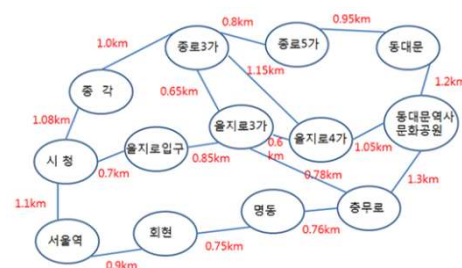 0.8km
0.95km
1.0km
종로3가
종로5가
동대문
1.15km
1.2km
종 각
0.65km
1.08km
을지로3가
동대문역사
문화공원
을지로4가
0.6
km
을지로입구
시 청
0.85km
1.05km
0.7km
0.78km
1.3km
1.1km
명동
충무로
회현
서울역
0.76km
0.75km
0.9km